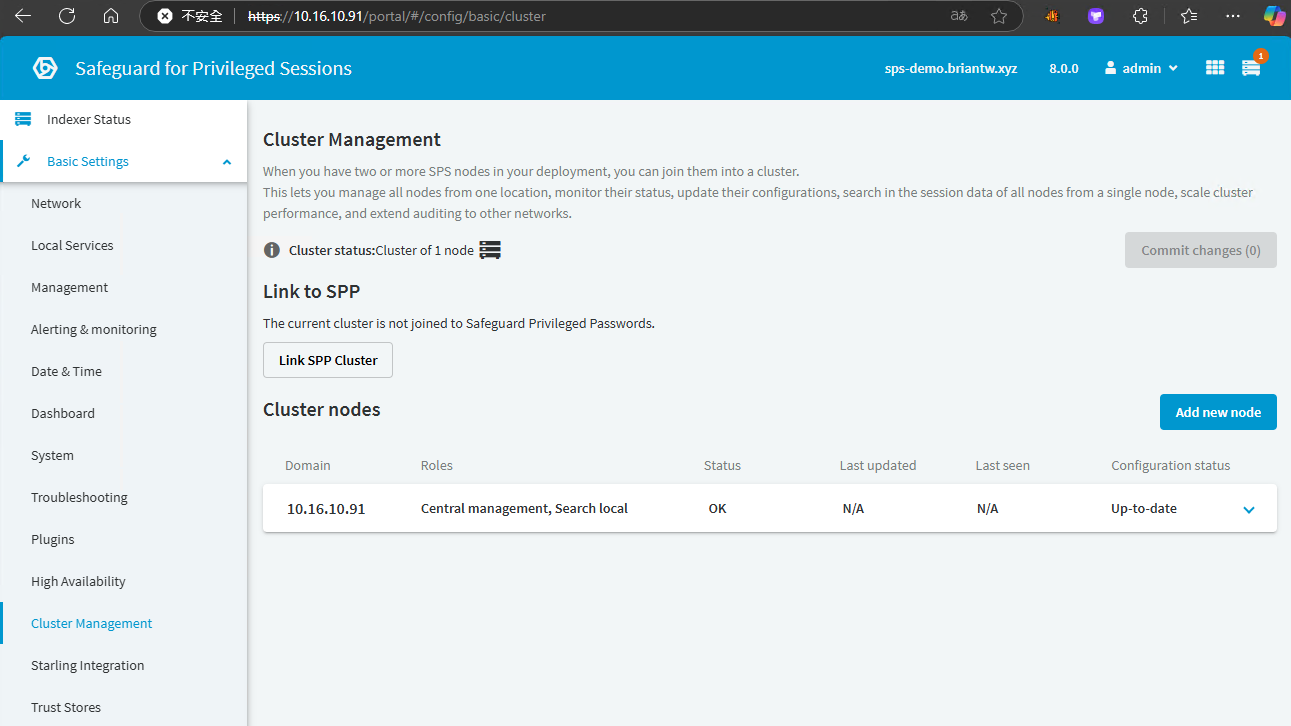 不安全
https://10.16.10.91/portal/#/config/basic/cluster
aあ
Safeguard for Privileged Sessions
sps-demo.briantw.xyz
8.0.0
admin
1
Indexer Status
Basic Settings
Network
Local Services
Management
Alerting & monitoring
Date & Time
Dashboard
System
Troubleshooting
Plugins
High Availability
Cluster Management
Starling Integration
Trust Stores
Cluster Management
When you have two or more SPS nodes in your deployment, you can join them into a cluster.
This lets you manage all nodes from one location, monitor their status, update their configurations, search in the session data of all nodes from a single node, scale cluster
performance, and extend auditing to other networks.
Cluster status:Cluster of 1 node
Commit changes (0)
Link to SPP
The current cluster is not joined to Safeguard Privileged Passwords.
Link SPP Cluster
Cluster nodes
Add new node
Domain Roles Status Last updated Last seen Configuration status
10.16.10.91 Central management, Search local OK N/A N/A Up-to-date